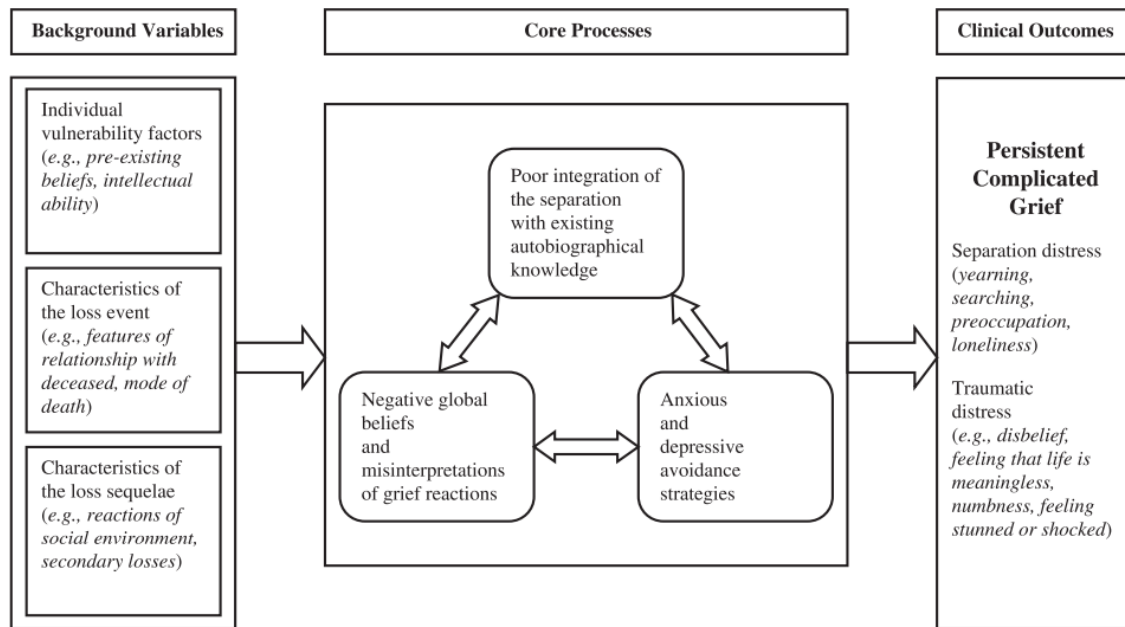 Background Variables
Core Processes
Clinical Outcomes
Individual
vulnerability factors
(e.g., pre-existing
beliefs, intellectual
ability)
Characteristics of
the loss event
(e.g., features of
relationship with
deceased, mode of
death)
Characteristics of
the loss sequelae
(e.g., reactions of
social environment,
secondary losses)
Poor integration of
the separation
with existing
autobiographical
knowledge
Negative global
beliefs
and
misinterpretations
of grief reactions
Anxious
and
depressive
avoidance
strategies
Persistent
Complicated
Grief
Separation distress
(yearning,
searching,
preoccupation,
loneliness)
Traumatic
distress
(e.g., disbelief,
feeling that life is
meaningless,
numbness, feeling
stunned or shocked)